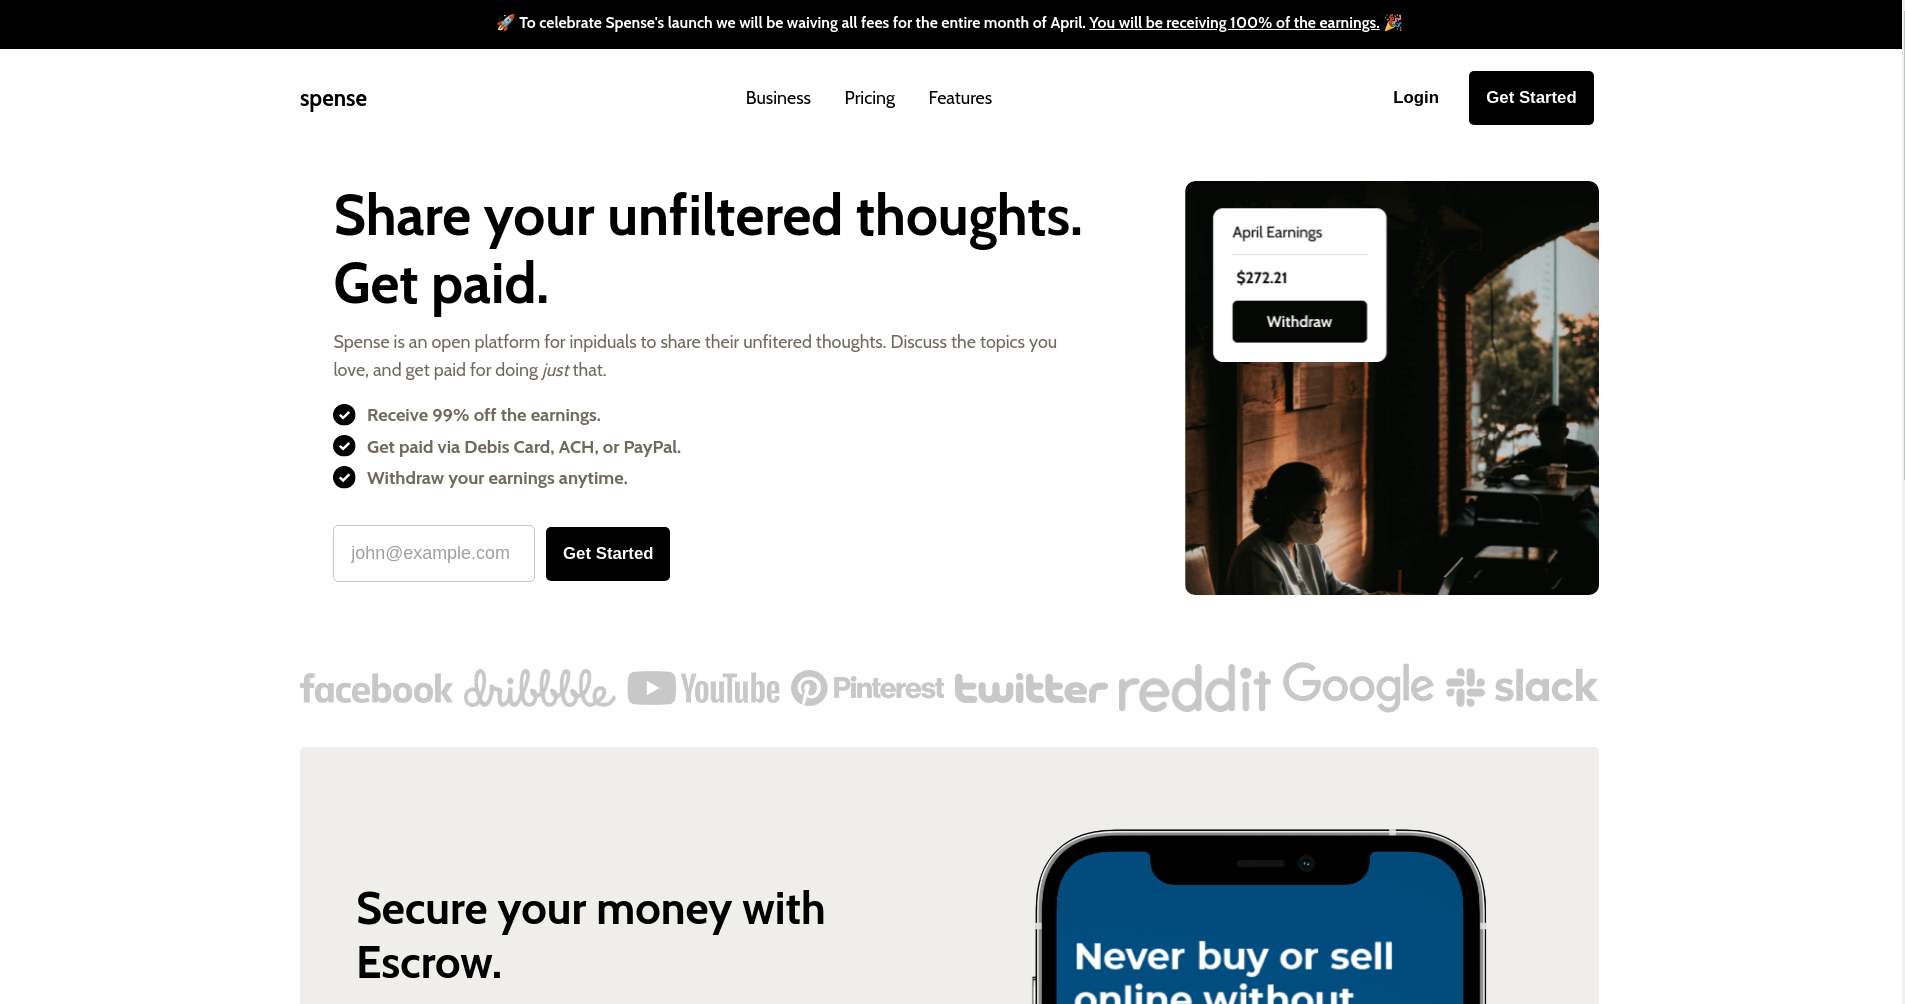 🚀 To celebrate Spense's launch we will be waiving all fees for the entire month of April. You will be receiving 100% of the earnings. 🎉
spense
Business
Pricing
Features
Login
Get Started
Share your unfiltered thoughts.
Get paid.
Spense is an open platform for inpiduals to share their unfitered thoughts. Discuss the topics you
love, and get paid for doing just that.
Receive 99% off the earnings.
Get paid via Debis Card, ACH, or PayPal.
Withdraw your earnings anytime.
john@example.com
Get Started
April Earnings
$272.21
Withdraw
facebook dribbble YouTube Pinterest twitter reddit Google slack
Secure your money with
Escrow.
Never buy or sell
online without